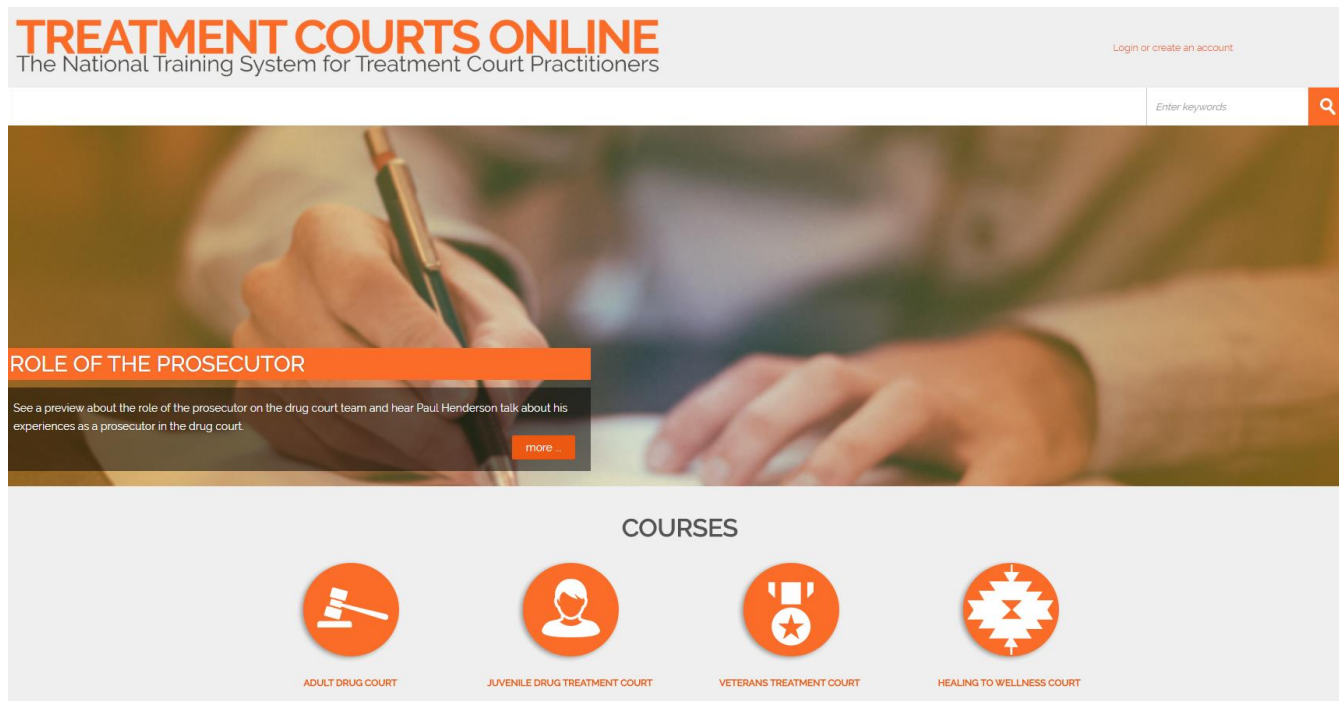 TREATMENT COURTS ONLINE
The National Training System for Treatment Court Practitioners
Login or create an account
Enter keywords
ROLE OF THE PROSECUTOR
See a preview about the role of the prosecutor on the drug court team and hear Paul Henderson talk about his
experiences as a prosecutor in the drug court.
more ...
COURSES
ADULT DRUG COURT
JUVENILE DRUG TREATMENT COURT
VETERANS TREATMENT COURT
HEALING TO WELLNESS COURT